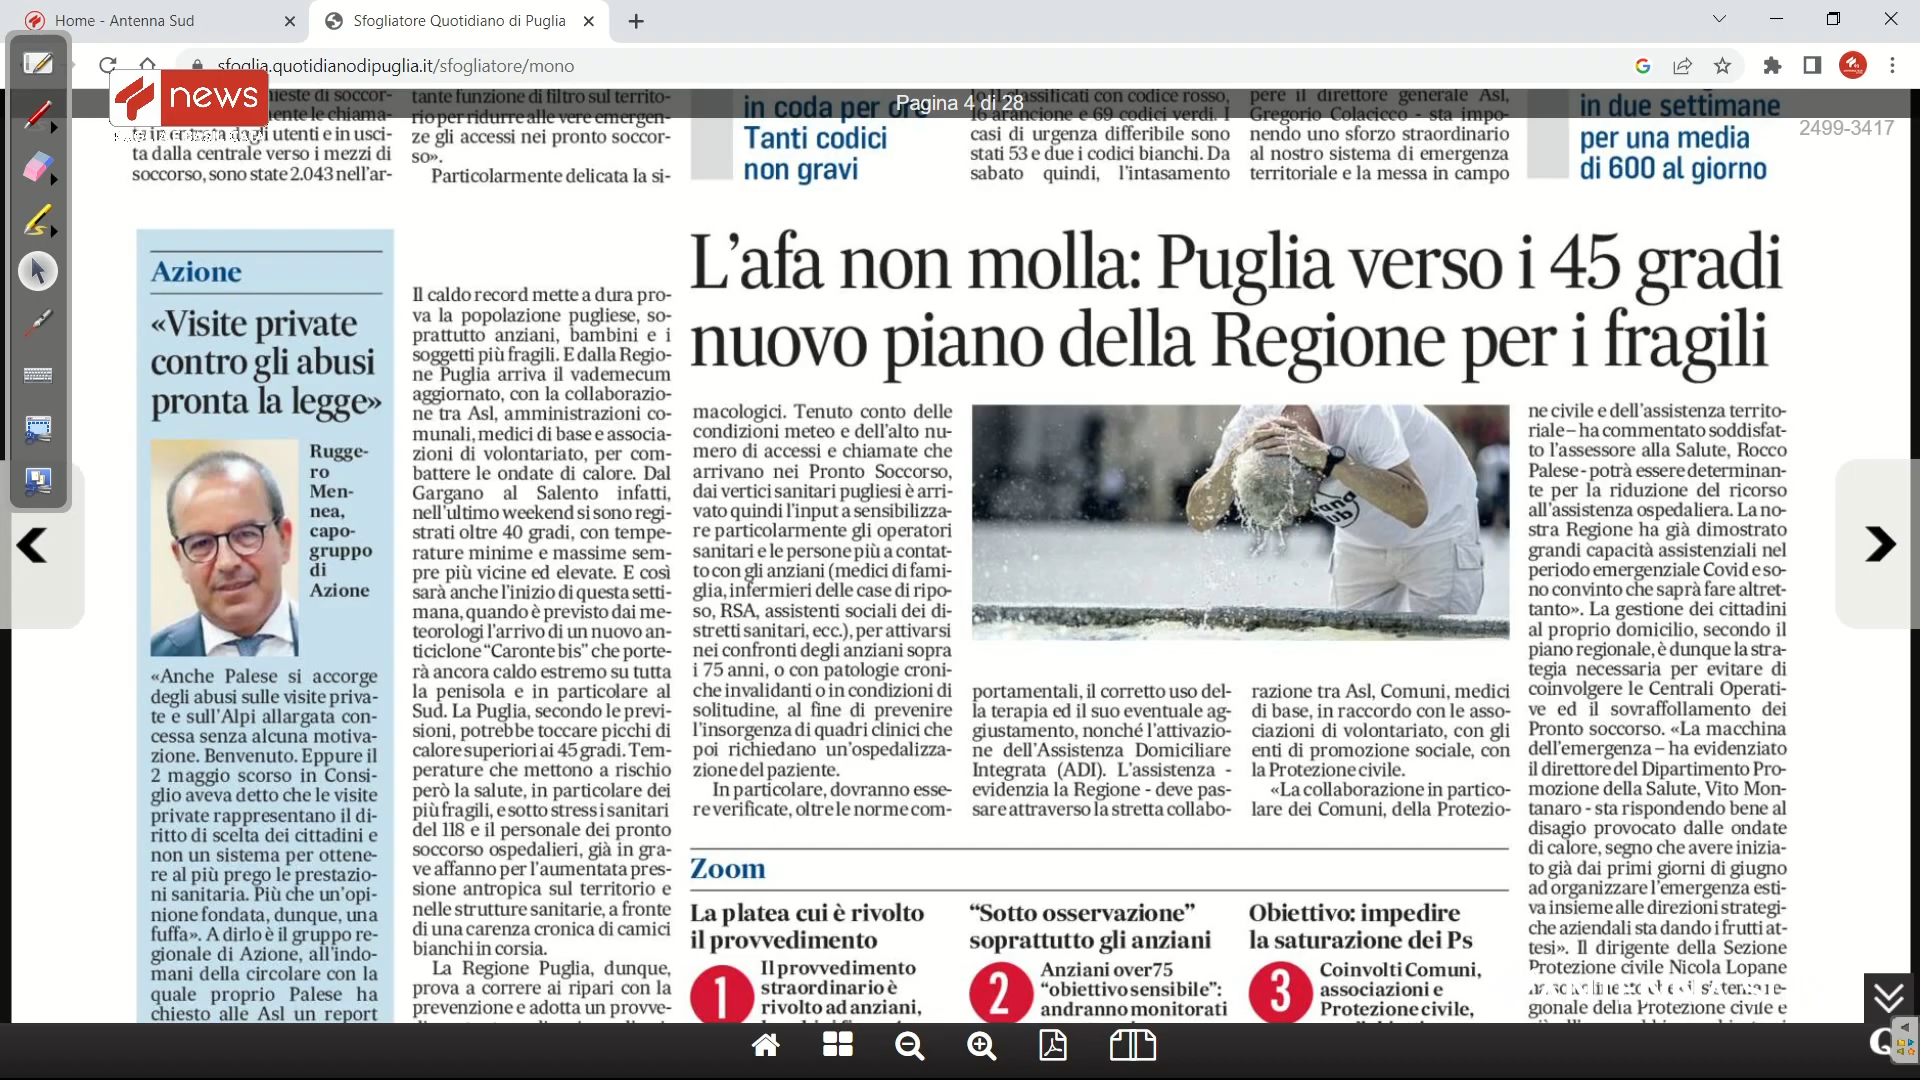 Home - Antenna Sud
Sfogliatore Quotidiano di Puglia
sfoglia.quotidianodipuglia.it/sfogliatore/mono
news
Pagina 4 di 28
2499-3417
ta dalla centrale verso i mezzi di
soccorso, sono state 2.043 nell'ar-
tante funzione di filtro sul territo-
rio per ridurre alle vere emergen-
ze gli accessi nei pronto soccor-
so».
Particolarmente delicata la si-
in coda per ore
Tanti codici
non gravi
16 arancione e 69 codici verdi. I
casi di urgenza differibile sono
stati 53 e due i codici bianchi. Da
sabato quindi, l'intasamento
pere il direttore generale Asl,
Gregorio Colacicco - sta impo-
nendo uno sforzo straordinario
al nostro sistema di emergenza
territoriale e la messa in campo
in due settimane
per una media
di 600 al giorno
Azione
«Visite private
contro gli abusi
pronta la legge»
Rugge-
ro
Men-
nea,
capo-
gruppo
di
Azione
«Anche Palese si accorge
degli abusi sulle visite priva-
te e sull'Alpi allargata con-
cessa senza alcuna motiva-
zione. Benvenuto. Eppure il
2 maggio scorso in Consi-
glio aveva detto che le visite
private rappresentano il di-
ritto di scelta dei cittadini e
non un sistema per ottene-
re al più prego le prestazio-
ni sanitaria. Più che un'opi-
nione fondata, dunque, una
fuffa». A dirlo è il gruppo re-
gionale di Azione, all'indo-
mani della circolare con la
quale proprio Palese ha
chiesto alle Asl un report
L'afa non molla: Puglia verso i 45 gradi
nuovo piano della Regione per i fragili
Il caldo record mette a dura pro-
va la popolazione pugliese, so-
prattutto anziani, bambini e i
soggetti più fragili. E dalla Regio-
ne Puglia arriva il vademecum
aggiornato, con la collaborazio-
ne tra Asl, amministrazioni co-
munali, medici di base e associa-
zioni di volontariato, per com-
battere le ondate di calore. Dal
Gargano al Salento infatti,
nell'ultimo weekend si sono regi-
strati oltre 40 gradi, con tempe-
rature minime e massime sem-
pre più vicine ed elevate. E così
sarà anche l'inizio di questa setti-
mana, quando è previsto dai me-
teorologi l'arrivo di un nuovo an-
ticiclone “Caronte bis” che porte-
rà ancora caldo estremo su tutta
la penisola e in particolare al
Sud. La Puglia, secondo le previ-
sioni, potrebbe toccare picchi di
calore superiori ai 45 gradi. Tem-
perature che mettono a rischio
però la salute, in particolare dei
più fragili, e sotto stress i sanitari
del 118 e il personale dei pronto
soccorso ospedalieri, già in gra-
ve affanno per l'aumentata pres-
sione antropica sul territorio e
nelle strutture sanitarie, a fronte
di una carenza cronica di camici
bianchi in corsia.
La Regione Puglia, dunque,
prova a correre ai ripari con la
prevenzione e adotta un provve-
macologici. Tenuto conto delle
condizioni meteo e dell'alto nu-
mero di accessi e chiamate che
arrivano nei Pronto Soccorso,
dai vertici sanitari pugliesi è arri-
vato quindi l'input a sensibilizza-
re particolarmente gli operatori
sanitari e le persone più a contat-
to con gli anziani (medici di fami-
glia, infermieri delle case di ripo-
so, RSA, assistenti sociali dei di-
stretti sanitari, ecc.), per attivarsi
nei confronti degli anziani sopra
i 75 anni, o con patologie croni-
che invalidanti o in condizioni di
solitudine, al fine di prevenire
l'insorgenza di quadri clinici che
poi richiedano un'ospedalizza-
zione del paziente.
In particolare, dovranno esse-
re verificate, oltre le norme com-
portamentali, il corretto uso del-
la terapia ed il suo eventuale ag-
giustamento, nonché l'attivazio-
ne dell'Assistenza Domiciliare
Integrata (ADI). L'assistenza -
evidenzia la Regione - deve pas-
sare attraverso la stretta collabo-
razione tra Asl, Comuni, medici
di base, in raccordo con le asso-
ciazioni di volontariato, con gli
enti di promozione sociale, con
la Protezione civile.
«La collaborazione in partico-
lare dei Comuni, della Protezio-
ne civile e dell'assistenza territo-
riale – ha commentato soddisfat-
to l'assessore alla Salute, Rocco
Palese - potrà essere determinan-
te per la riduzione del ricorso
all'assistenza ospedaliera. La no-
stra Regione ha già dimostrato
grandi capacità assistenziali nel
periodo emergenziale Covid e so-
no convinto che saprà fare altret-
tanto». La gestione dei cittadini
al proprio domicilio, secondo il
piano regionale, è dunque la stra-
tegia necessaria per evitare di
coinvolgere le Centrali Operati-
ve ed il sovraffollamento dei
Pronto soccorso. «La macchina
dell'emergenza – ha evidenziato
il direttore del Dipartimento Pro-
mozione della Salute, Vito Mon-
tanaro - sta rispondendo bene al
disagio provocato dalle ondate
di calore, segno che avere inizia-
to già dai primi giorni di giugno
ad organizzare l'emergenza esti-
va insieme alle direzioni strategi-
che aziendali sta dando i frutti at-
tesi». Il dirigente della Sezione
Protezione civile Nicola Lopane
gionale della Protezione civile e
Zoom
La platea cui è rivolto
il provvedimento
1
Il provvedimento
straordinario è
rivolto ad anziani,
“Sotto osservazione”
soprattutto gli anziani
2
Anziani over 75
“obiettivo sensibile”:
andranno monitorati
Obiettivo: impedire
la saturazione dei Ps
3
Coinvolti Comuni,
associazioni e
Protezione civile,